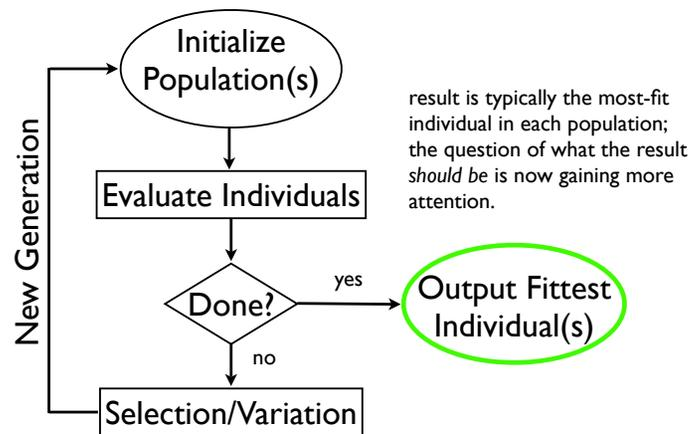 Initialize
Population(s)
result is typically the most-fit
individual in each population;
the question of what the result
should be is now gaining more
attention.
Evaluate Individuals
New Generation
Done?
yes
Output Fittest
Individual(s)
no
Selection/Variation